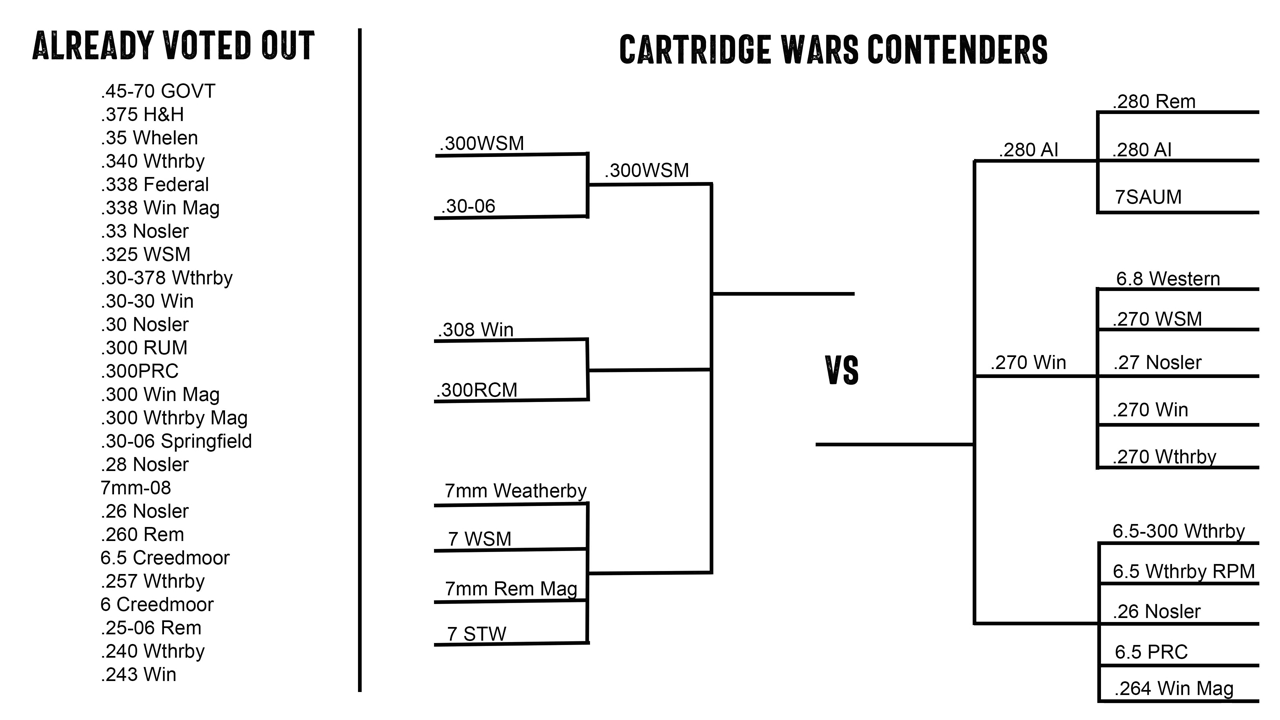 ALREADY VOTED OUT
.45-70 GOVT
.375 H&H
.35 Whelen
.340 Wthrby
.338 Federal
.338 Win Mag
.33 Nosler
.325 WSM
.30-378 Wthrby
.30-30 Win
.30 Nosler
.300 RUM
.300PRC
.300 Win Mag
.300 Wthrby Mag
.30-06 Springfield
.28 Nosler
7mm-08
.26 Nosler
.260 Rem
6.5 Creedmoor
.257 Wthrby
6 Creedmoor
.25-06 Rem
.240 Wthrby
.243 Win
CARTRIDGE WARS CONTENDERS
.300WSM
.30-06
.300WSM
.308 Win
.300RCM
7mm Weatherby
7 WSM
7mm Rem Mag
7 STW
VS
.280 AI
.280 Rem
.280 AI
7SAUM
.270 Win
6.8 Western
.270 WSM
.27 Nosler
.270 Win
.270 Wthrby
6.5-300 Wthrby
6.5 Wthrby RPM
.26 Nosler
6.5 PRC
.264 Win Mag